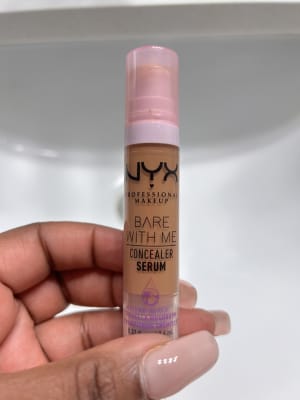 NYX
PROFESSIONAL
MAKEUP
BARE
WITH ME
CONCEALER
SERUM